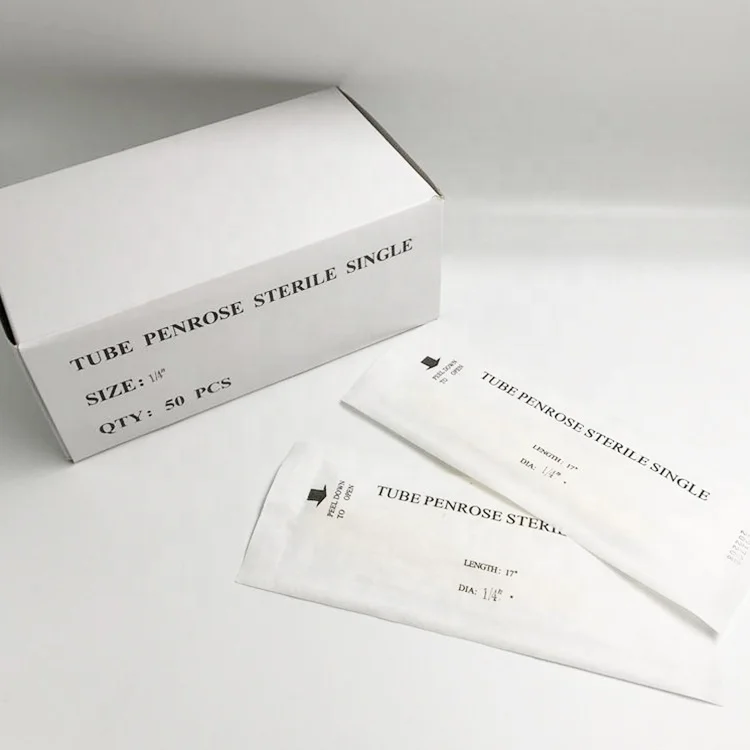 TUBE PENROSE STERILE SINGLE
SIZE: 1/4"
QTY: 50 PCS
PEEL DOWN
TO OPEN
TUBE PENROSE STERILE SINGLE
LENGTH: 17"
DIA: 1/4"
PEEL DOWN
TO OPEN
TUBE PENROSE
LENGTH: 17"
DIA: 1/4"